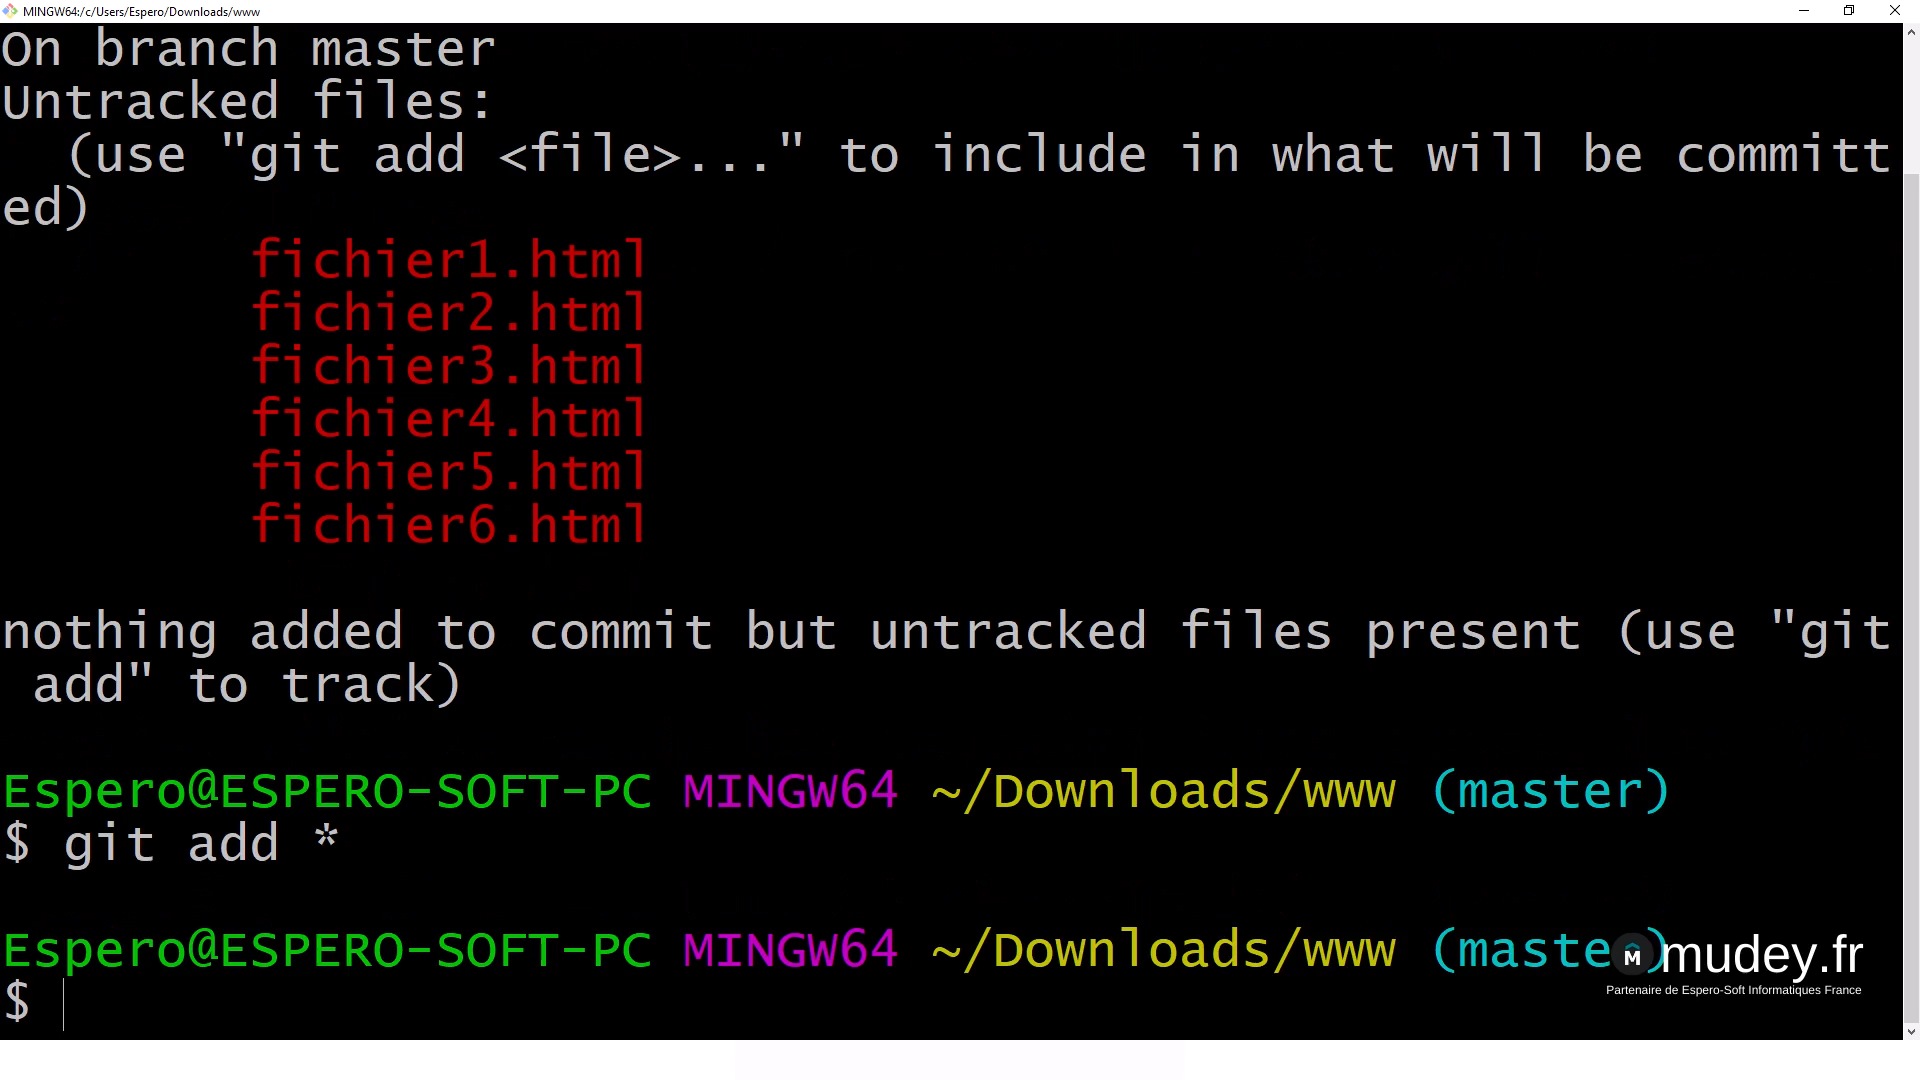 MINGW64:/c/Users/Espero/Downloads/www
On branch master
Untracked files:
  (use "git add <file>..." to include in what will be committ
ed)
        fichier1.html
        fichier2.html
        fichier3.html
        fichier4.html
        fichier5.html
        fichier6.html
nothing added to commit but untracked files present (use "git
 add" to track)
Espero@ESPERO-SOFT-PC MINGW64 ~/Downloads/www (master)
$ git add *
Espero@ESPERO-SOFT-PC MINGW64 ~/Downloads/www (maste )
$
M mudey.fr
Partenaire de Espero-Soft Informatiques France